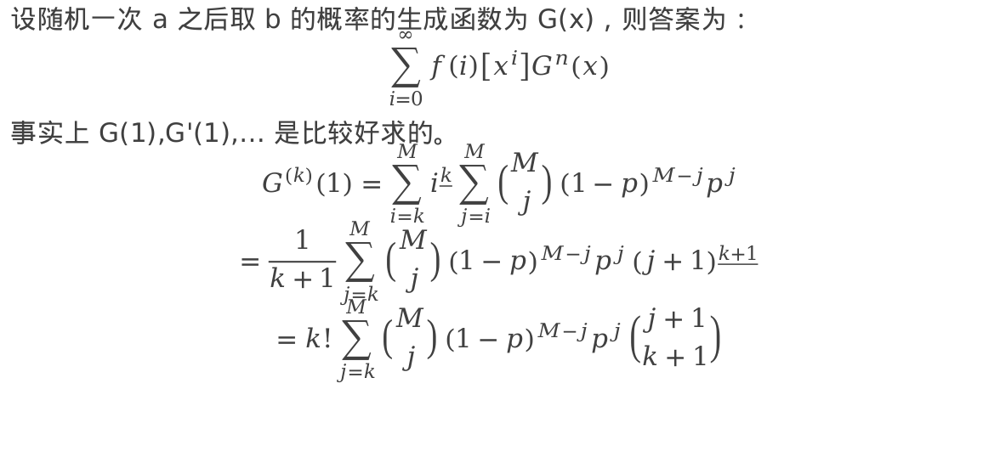 设随机一次 a 之后取 b 的概率的生成函数为 G(x) , 则答案为 :
$$\sum_{i=0}^{\infty} f(i)[x^i]G^n(x)$$
事实上 G(1),G'(1),... 是比较好求的。
$$G^{(k)}(1) = \sum_{i=k}^{M} i^{\underline{k}} \sum_{j=i}^{M} \binom{M}{j} (1-p)^{M-j} p^j$$
$$= \frac{1}{k+1} \sum_{j=k}^{M} \binom{M}{j} (1-p)^{M-j} p^j (j+1)^{\underline{k+1}}$$
$$= k! \sum_{j=k}^{M} \binom{M}{j} (1-p)^{M-j} p^j \binom{j+1}{k+1}$$